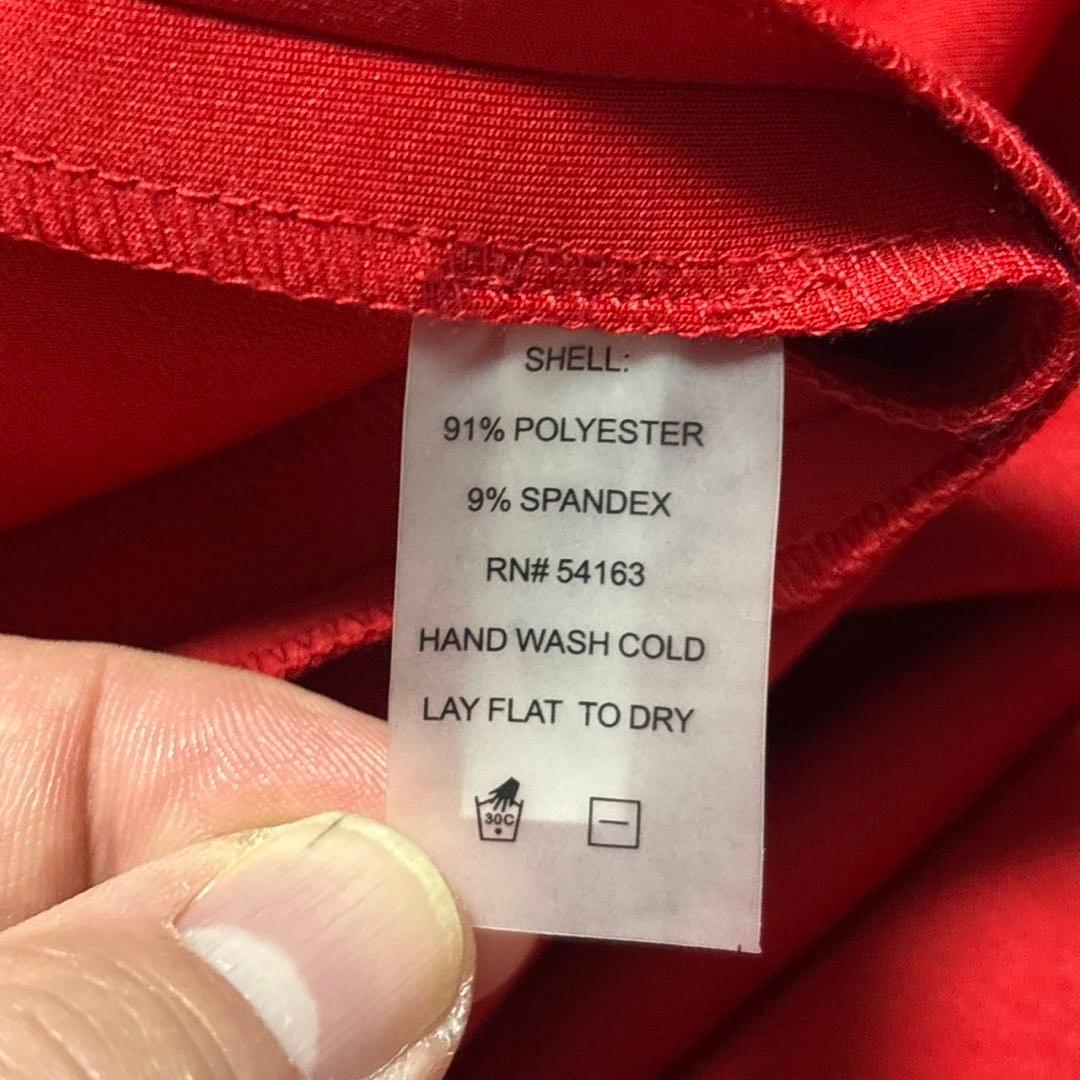 SHELL:
91% POLYESTER
9% SPANDEX
RN# 54163
HAND WASH COLD
LAY FLAT TO DRY
30C